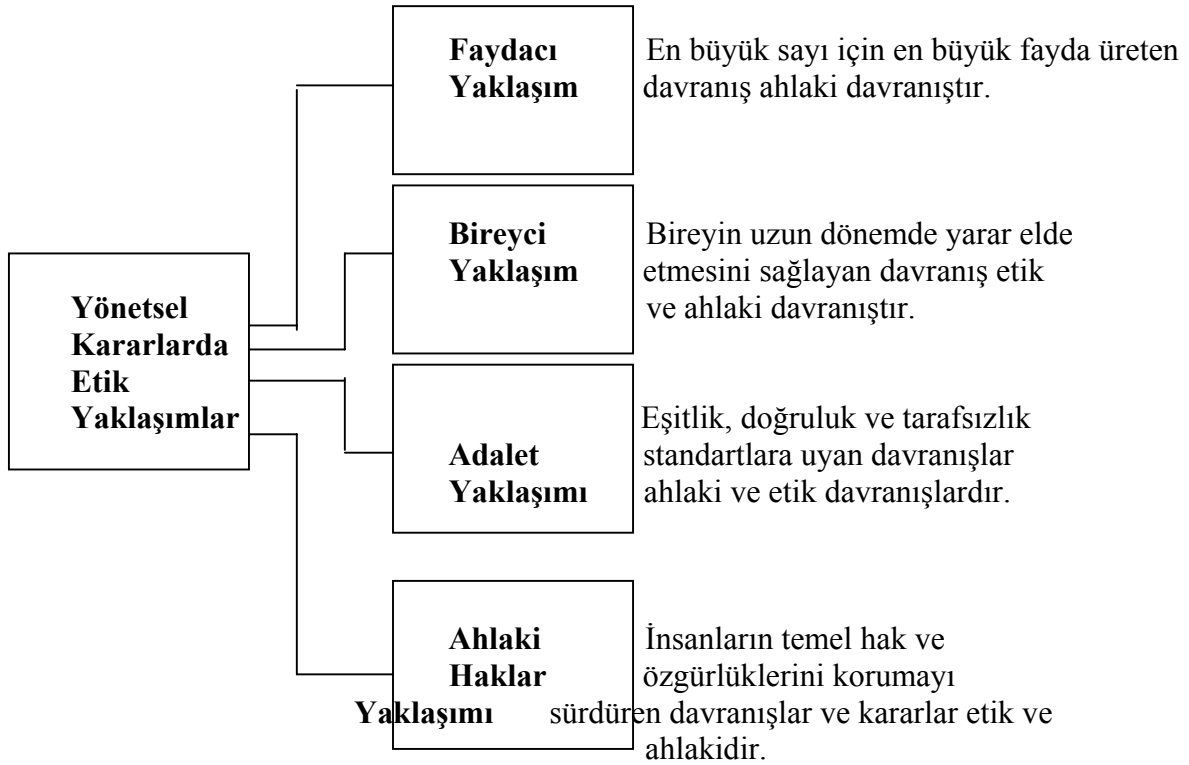 Faydacı En büyük sayı için en büyük fayda üreten
Yaklaşım davranış ahlaki davranıştır.
Bireyci Bireyin uzun dönemde yarar elde
Yaklaşım etmesini sağlayan davranış etik
ve ahlaki davranıştır.
Yönetsel
Kararlarda
Etik
Yaklaşımlar
Eşitlik, doğruluk ve tarafsızlık
Adalet standartlara uyan davranışlar
Yaklaşımı ahlaki ve etik davranışlardır.
Ahlaki İnsanların temel hak ve
Haklar özgürlüklerini korumayı
Yaklaşımı sürdüren davranışlar ve kararlar etik ve
ahlakidir.